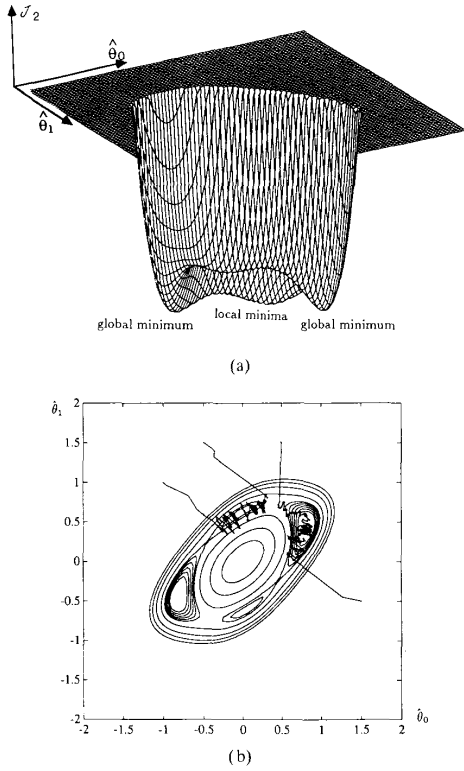 𝒥₂
θ̂₀
θ̂₁
global minimum local minima global minimum
(a)
θ̂₁
2
1.5
1
0.5
0
-0.5
-1
-1.5
-2
-2 -1.5 -1 -0.5 0 0.5 1 1.5 2
θ̂₀
(b)